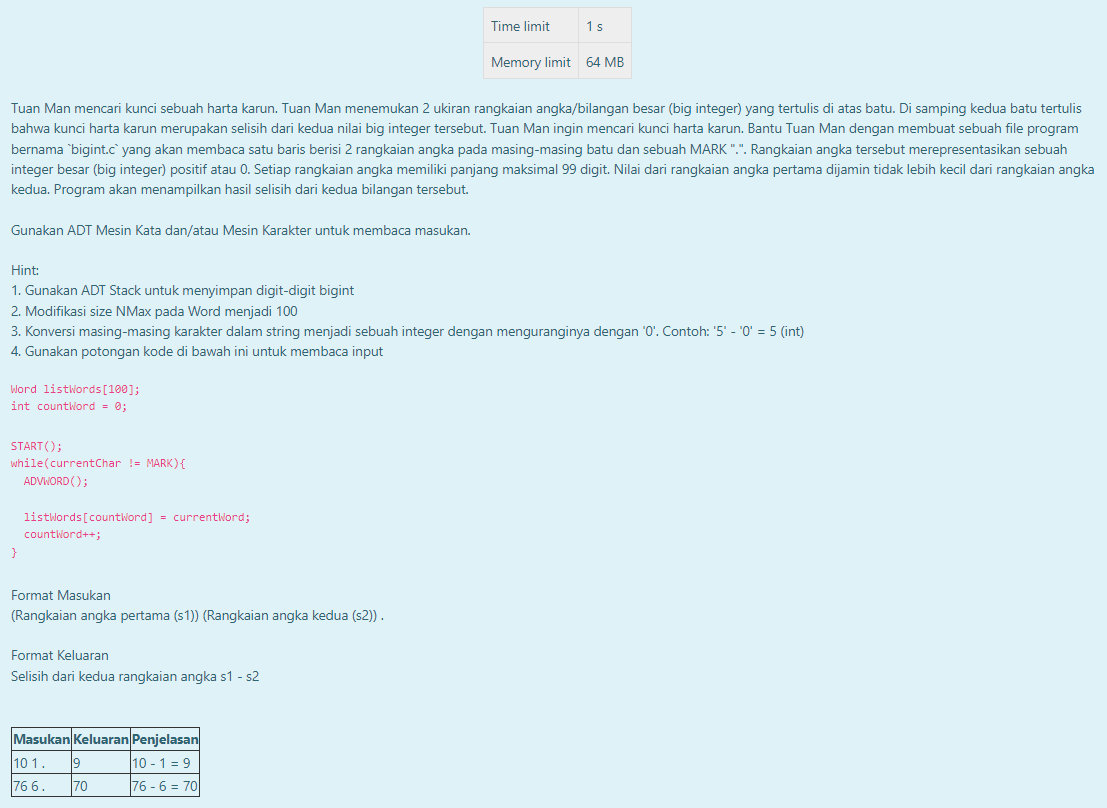 Time limit 1 s
Memory limit 64 MB
Tuan Man mencari kunci sebuah harta karun. Tuan Man menemukan 2 ukiran rangkaian angka/bilangan besar (big integer) yang tertulis di atas batu. Di samping kedua batu tertulis
bahwa kunci harta karun merupakan selisih dari kedua nilai big integer tersebut. Tuan Man ingin mencari kunci harta karun. Bantu Tuan Man dengan membuat sebuah file program
bernama `bigint.c` yang akan membaca satu baris berisi 2 rangkaian angka pada masing-masing batu dan sebuah MARK ".". Rangkaian angka tersebut merepresentasikan sebuah
integer besar (big integer) positif atau 0. Setiap rangkaian angka memiliki panjang maksimal 99 digit. Nilai dari rangkaian angka pertama dijamin tidak lebih kecil dari rangkaian angka
kedua. Program akan menampilkan hasil selisih dari kedua bilangan tersebut.
Gunakan ADT Mesin Kata dan/atau Mesin Karakter untuk membaca masukan.
Hint:
1. Gunakan ADT Stack untuk menyimpan digit-digit bigint
2. Modifikasi size NMax pada Word menjadi 100
3. Konversi masing-masing karakter dalam string menjadi sebuah integer dengan menguranginya dengan '0'. Contoh: '5' - '0' = 5 (int)
4. Gunakan potongan kode di bawah ini untuk membaca input
Word listWords[100];
int countWord = 0;
START();
while(currentChar != MARK){
ADVWORD();
listWords[countWord] = currentWord;
countWord++;
}
Format Masukan
(Rangkaian angka pertama (s1)) (Rangkaian angka kedua (s2)) .
Format Keluaran
Selisih dari kedua rangkaian angka s1 - s2
Masukan Keluaran Penjelasan
10 1 . 9 10 - 1 = 9
76 6 . 70 76 - 6 = 70